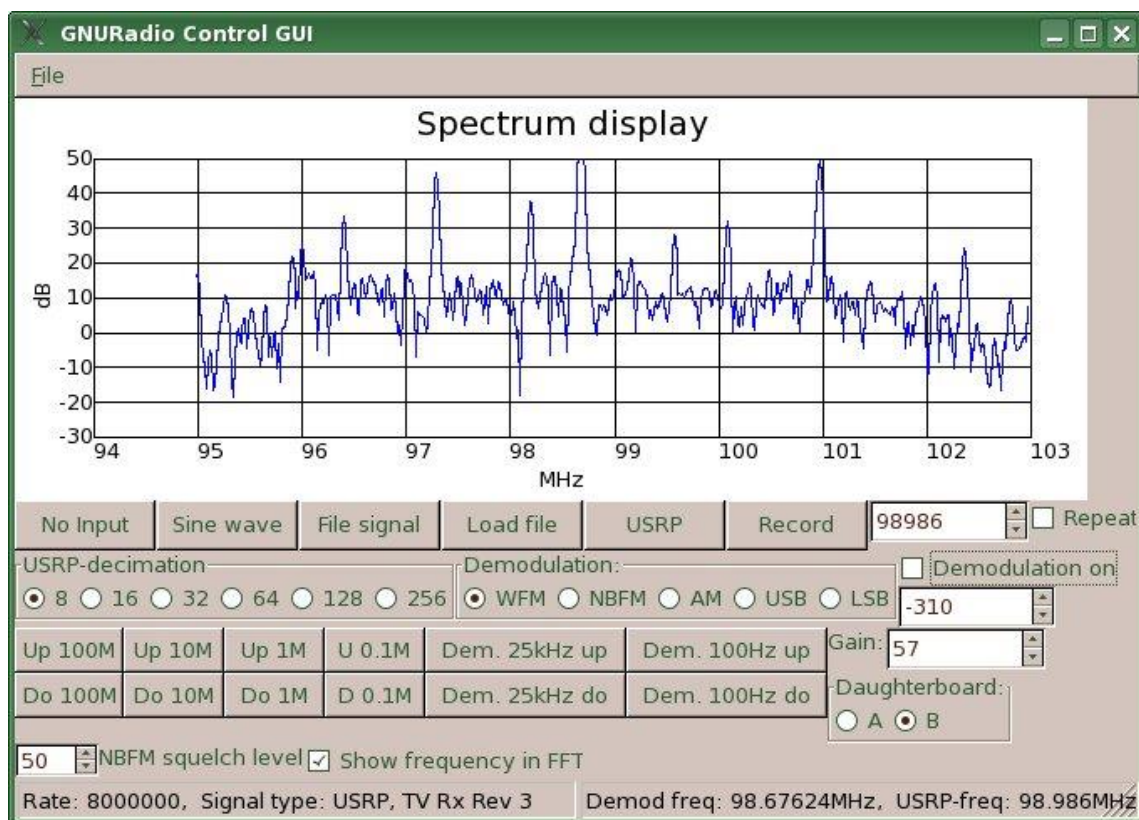 GNURadio Control GUI
File
Spectrum display
50
40
30
20
10
0
-10
-20
-30
dB
94 95 96 97 98 99 100 101 102 103
MHz
No Input Sine wave File signal Load file USRP Record 98986 Repeat
USRP-decimation Demodulation: Demodulation on
8 16 32 64 128 256 WFM NBFM AM USB LSB -310
Up 100M Up 10M Up 1M U 0.1M Dem. 25kHz up Dem. 100Hz up Gain: 57
Do 100M Do 10M Do 1M D 0.1M Dem. 25kHz do Dem. 100Hz do Daughterboard:
A B
50 NBFM squelch level Show frequency in FFT
Rate: 8000000, Signal type: USRP, TV Rx Rev 3 Demod freq: 98.67624MHz, USRP-freq: 98.986MHz